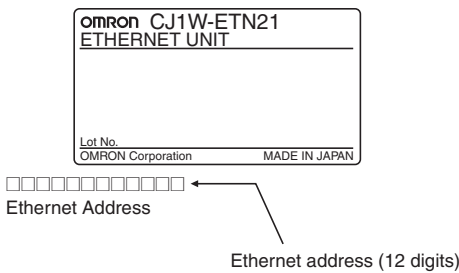 OMRON CJ1W-ETN21
ETHERNET UNIT
Lot No.
OMRON Corporation MADE IN JAPAN
□□□□□□□□□□□□
Ethernet Address
Ethernet address (12 digits)